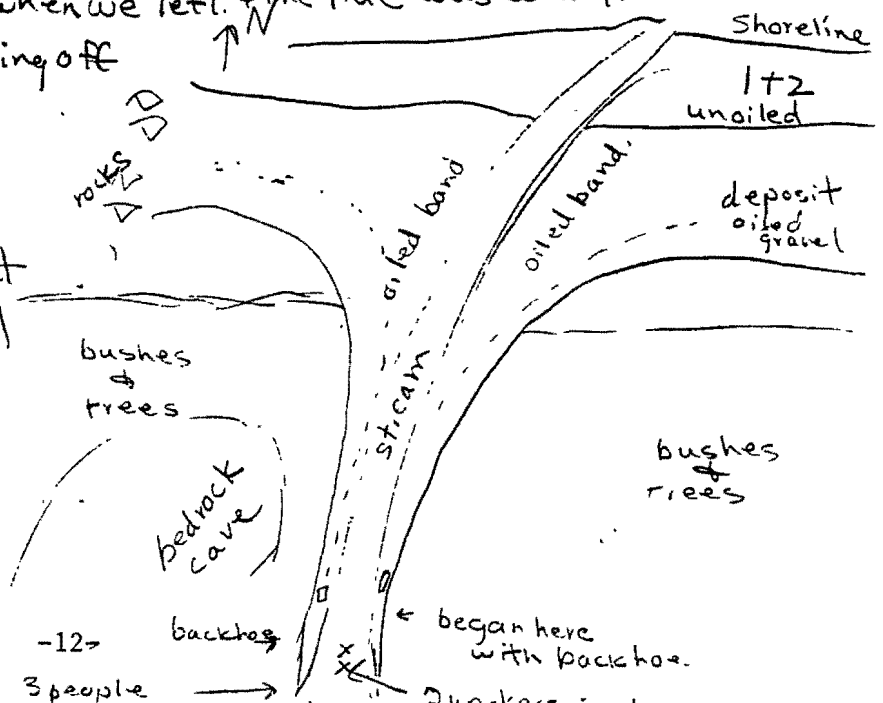 when we left.
ing off
N
Shoreline
1+2
unoiled
rocks
oiled band
oiled band.
deposit
oiled
gravel
bushes
&
trees
stream
bushes
&
trees
bedrock
cave
began here
with backhoe.
-12-
backhoe
3 people